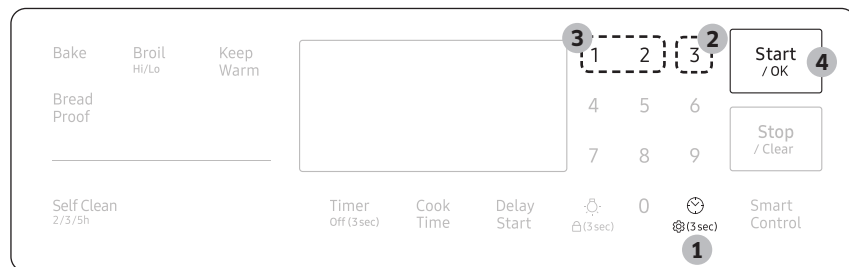 Bake
Broil
Hi/Lo
Keep
Warm
Bread
Proof
Self Clean
2/3/5h
Timer
Off (3 sec)
Cook
Time
Delay
Start
3
1 2
2
3
4 5 6
7 8 9
(3 sec)
0
(3 sec)
1
Start
/ OK
4
Stop
/ Clear
Smart
Control